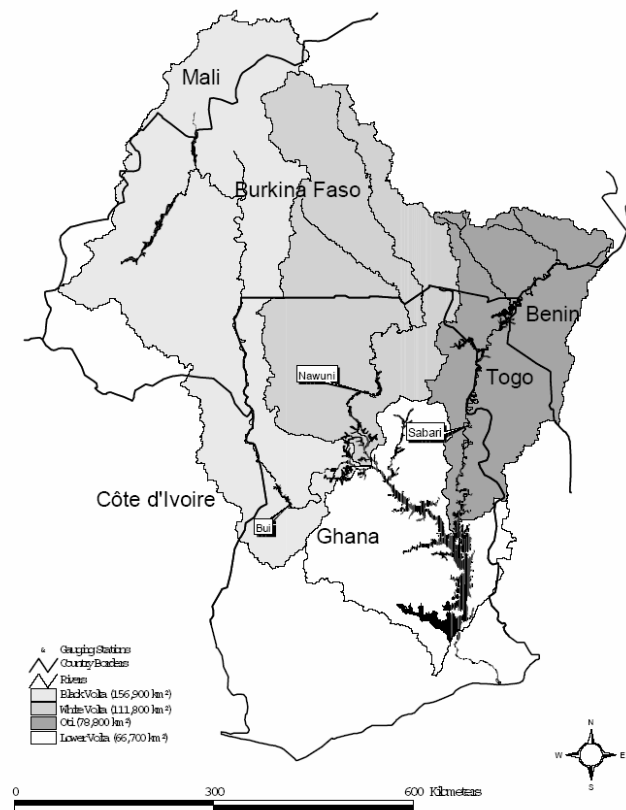 Mali
Burkina Faso
Benin
Nawuni
Togo
Sabari
Côte d'Ivoire
Bui
Ghana
Gauging Stations
Country Borders
Rivers
Black Volta (156,900 km²)
White Volta (111,800 km²)
Oti (78,800 km²)
Lower Volta (66,700 km²)
N
W E
S
0 300 600 Kilometers